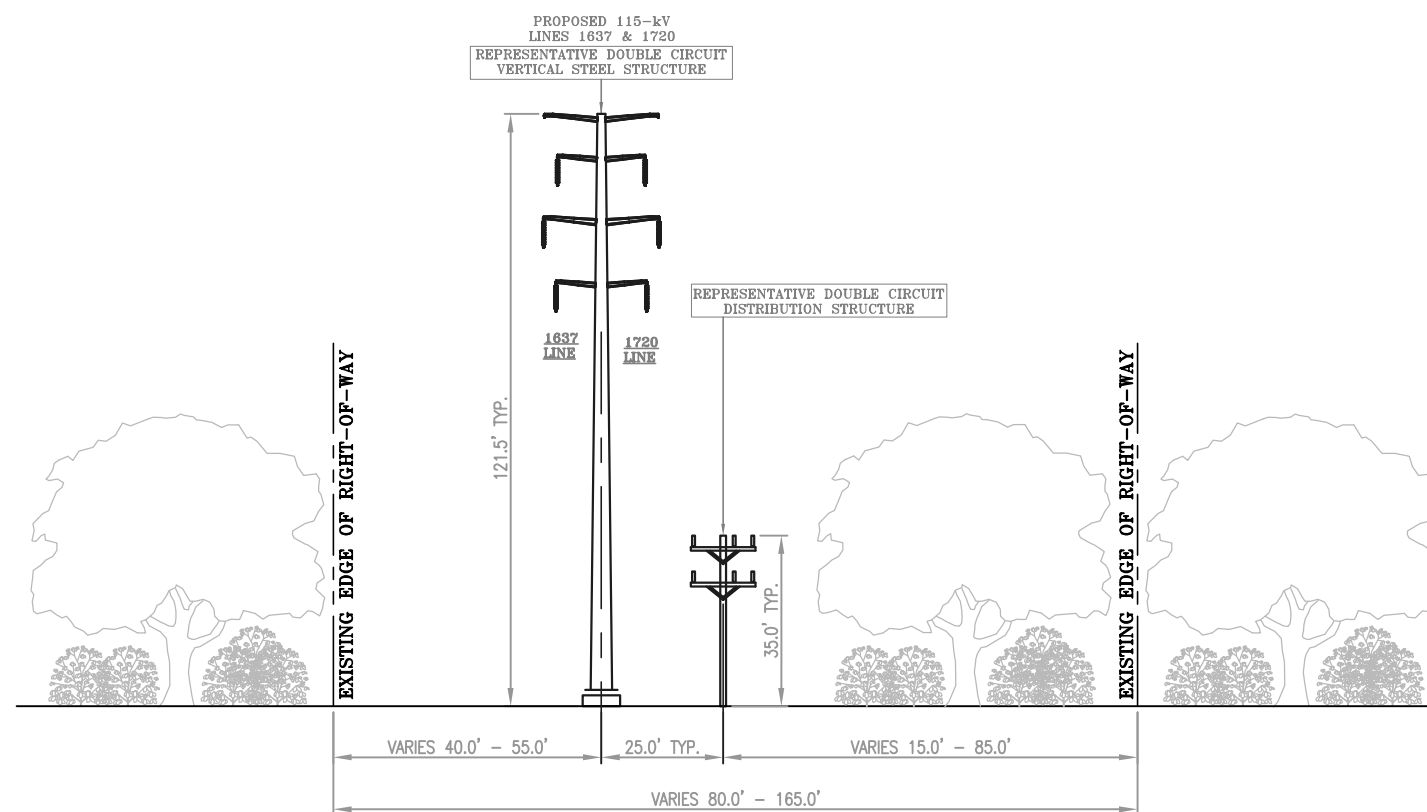 PROPOSED 115-kV
LINES 1637 & 1720
REPRESENTATIVE DOUBLE CIRCUIT
VERTICAL STEEL STRUCTURE
REPRESENTATIVE DOUBLE CIRCUIT
DISTRIBUTION STRUCTURE
1637
LINE
1720
LINE
EXISTING EDGE OF RIGHT-OF-WAY
121.5' TYP.
35.0' TYP.
EXISTING EDGE OF RIGHT-OF-WAY
VARIES 40.0' - 55.0'
25.0' TYP.
VARIES 15.0' - 85.0'
VARIES 80.0' - 165.0'